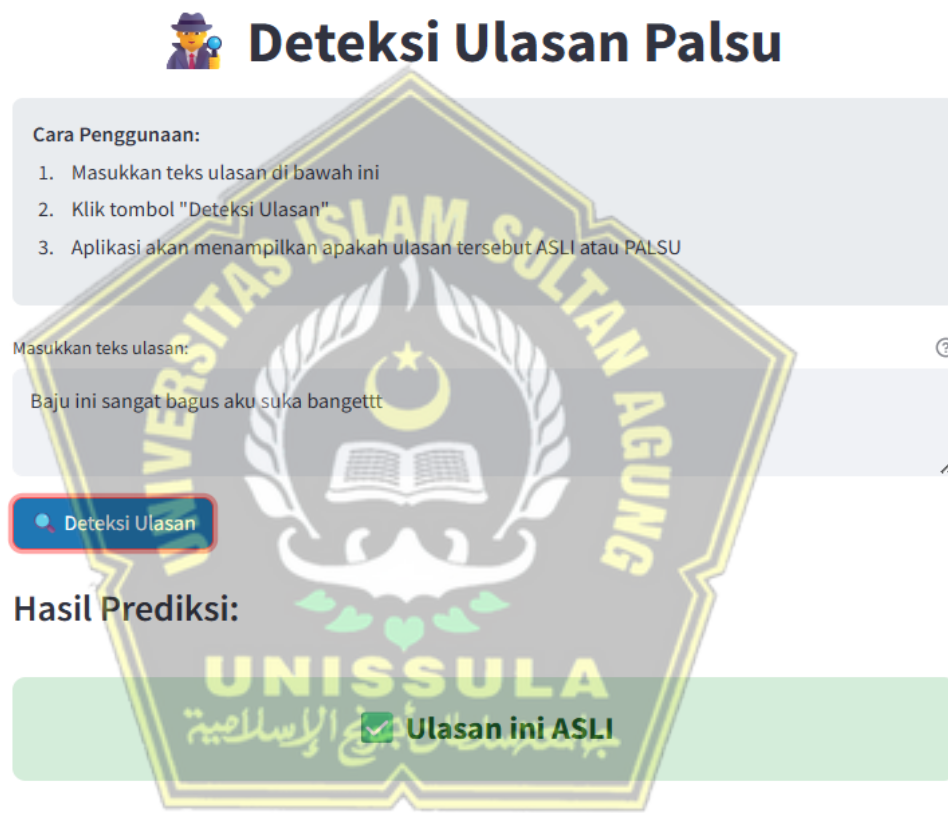 Deteksi Ulasan Palsu
Cara Penggunaan:
1. Masukkan teks ulasan di bawah ini
2. Klik tombol "Deteksi Ulasan"
3. Aplikasi akan menampilkan apakah ulasan tersebut ASLI atau PALSU
UNIVERSITAS ISLAM SULTAN AGUNG
Masukkan teks ulasan:
Baju ini sangat bagus aku suka bangettt
Deteksi Ulasan
Hasil Prediksi:
UNISSULA
Ulasan ini ASLI